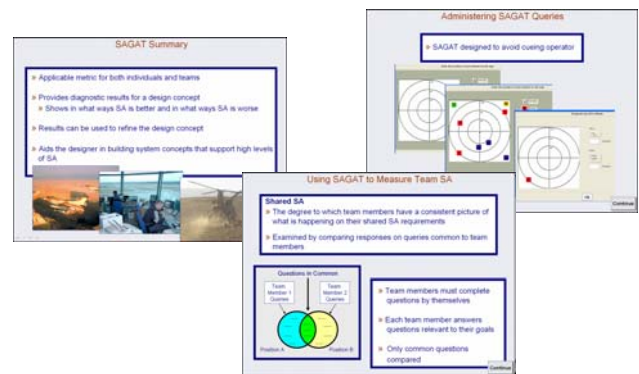 SAGAT Summary
Applicable metric for both individuals and teams
Provides diagnostic results for a design concept
Shows in what ways SA is better and in what ways SA is worse
Results can be used to refine the design concept
Aids the designer in building system concepts that support high levels
of SA
Administering SAGAT Queries
SAGAT designed to avoid cueing operator
Continue
Using SAGAT to Measure Team SA
Shared SA
The degree to which team members have a consistent picture of
what is happening on their shared SA requirements
Examined by comparing responses on queries common to team
members
Questions in Common
Team
Member 1
Queries
Team
Member 2
Queries
Position A
Position B
Team members must complete
questions by themselves
Each team member answers
questions relevant to their goals
Only common questions
compared
Continue